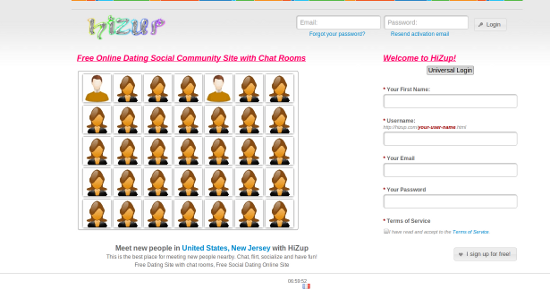 HiZup
Email:
Password:
Login
Forgot your password?
Resend activation email
Free Online Dating Social Community Site with Chat Rooms
Welcome to HiZup!
Universal Login
* Your First Name:
* Username:
http://hizup.com/your-user-name.html
* Your Email
* Your Password
* Terms of Service
I have read and accept to the Terms of Service.
I sign up for free!
Meet new people in United States, New Jersey with HiZup
This is the best place for meeting new people nearby. Chat, flirt, socialize and have fun!
Free Dating Site with chat rooms, Free Social Dating Online Site
06:59:52